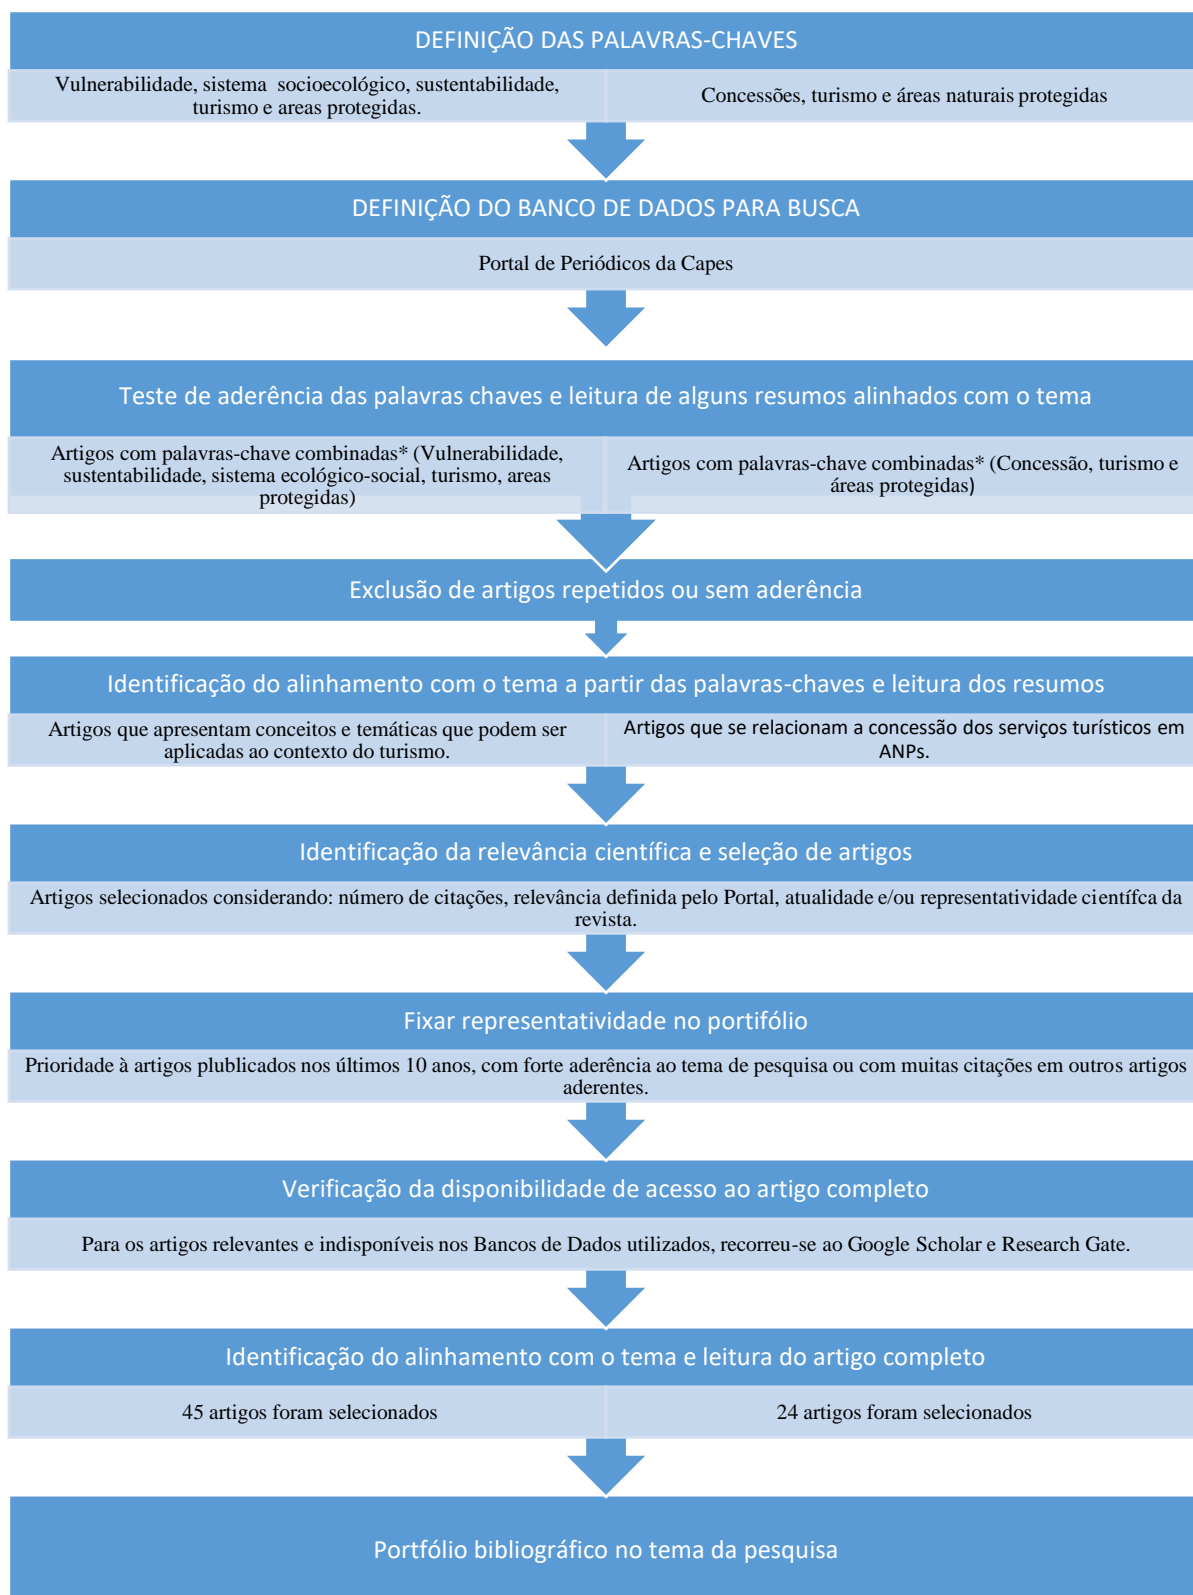 DEFINIÇÃO DAS PALAVRAS-CHAVES
Vulnerabilidade, sistema socioecológico, sustentabilidade,
turismo e areas protegidas.
Concessões, turismo e áreas naturais protegidas
DEFINIÇÃO DO BANCO DE DADOS PARA BUSCA
Portal de Periódicos da Capes
Teste de aderência das palavras chaves e leitura de alguns resumos alinhados com o tema
Artigos com palavras-chave combinadas* (Vulnerabilidade,
sustentabilidade, sistema ecológico-social, turismo, areas
protegidas)
Artigos com palavras-chave combinadas* (Concessão, turismo e
áreas protegidas)
Exclusão de artigos repetidos ou sem aderência
Identificação do alinhamento com o tema a partir das palavras-chaves e leitura dos resumos
Artigos que apresentam conceitos e temáticas que podem ser
aplicadas ao contexto do turismo.
Artigos que se relacionam a concessão dos serviços turísticos em
ANPs.
Identificação da relevância científica e seleção de artigos
Artigos selecionados considerando: número de citações, relevância definida pelo Portal, atualidade e/ou representatividade científca da
revista.
Fixar representatividade no portifólio
Prioridade à artigos plublicados nos últimos 10 anos, com forte aderência ao tema de pesquisa ou com muitas citações em outros artigos
aderentes.
Verificação da disponibilidade de acesso ao artigo completo
Para os artigos relevantes e indisponíveis nos Bancos de Dados utilizados, recorreu-se ao Google Scholar e Research Gate.
Identificação do alinhamento com o tema e leitura do artigo completo
45 artigos foram selecionados
24 artigos foram selecionados
Portfólio bibliográfico no tema da pesquisa